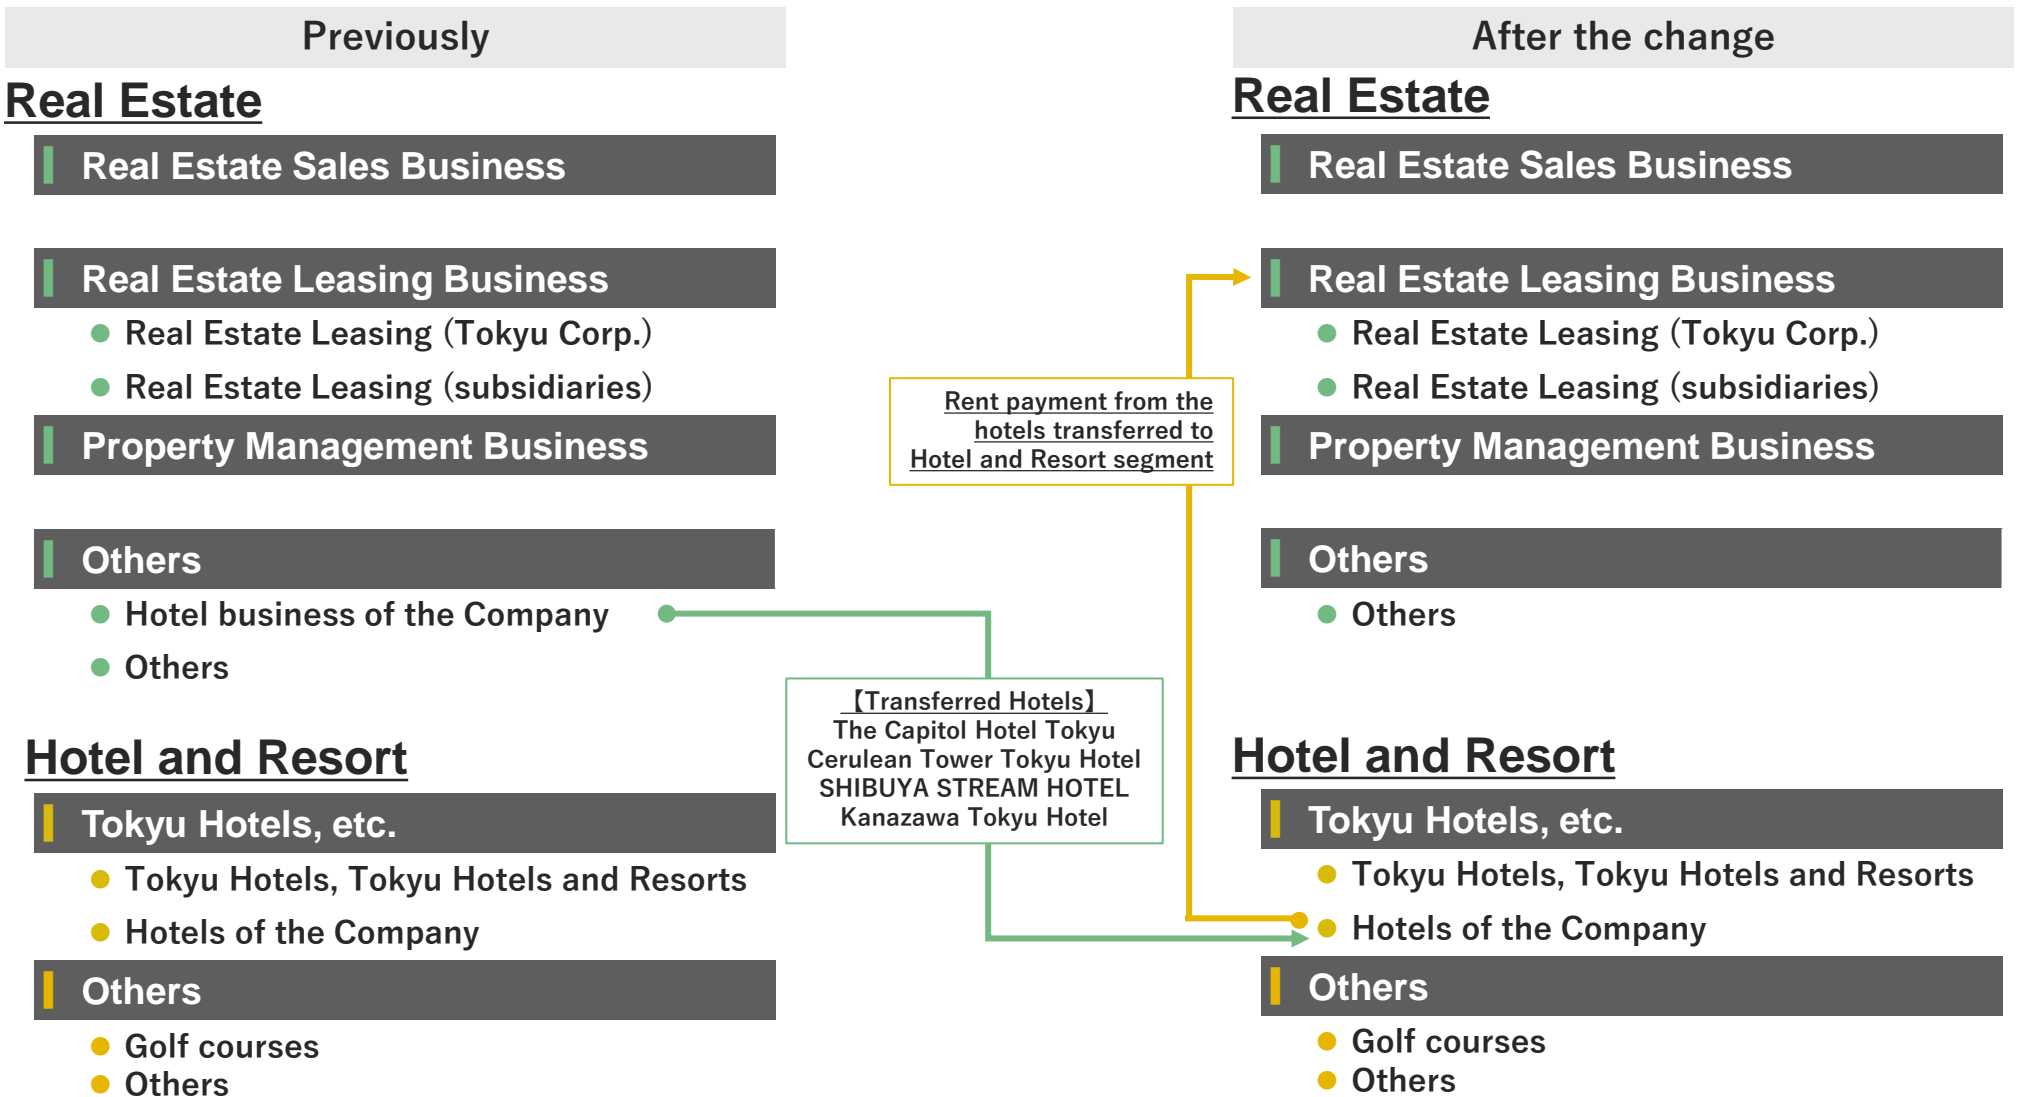 Previously
Real Estate
Real Estate Sales Business
Real Estate Leasing Business
Real Estate Leasing (Tokyu Corp.)
Real Estate Leasing (subsidiaries)
Property Management Business
Others
Hotel business of the Company
Others
Hotel and Resort
Tokyu Hotels, etc.
Tokyu Hotels, Tokyu Hotels and Resorts
Hotels of the Company
Others
Golf courses
Others
Rent payment from the
hotels transferred to
Hotel and Resort segment
【Transferred Hotels】
The Capitol Hotel Tokyu
Cerulean Tower Tokyu Hotel
SHIBUYA STREAM HOTEL
Kanazawa Tokyu Hotel
After the change
Real Estate
Real Estate Sales Business
Real Estate Leasing Business
Real Estate Leasing (Tokyu Corp.)
Real Estate Leasing (subsidiaries)
Property Management Business
Others
Others
Hotel and Resort
Tokyu Hotels, etc.
Tokyu Hotels, Tokyu Hotels and Resorts
Hotels of the Company
Others
Golf courses
Others